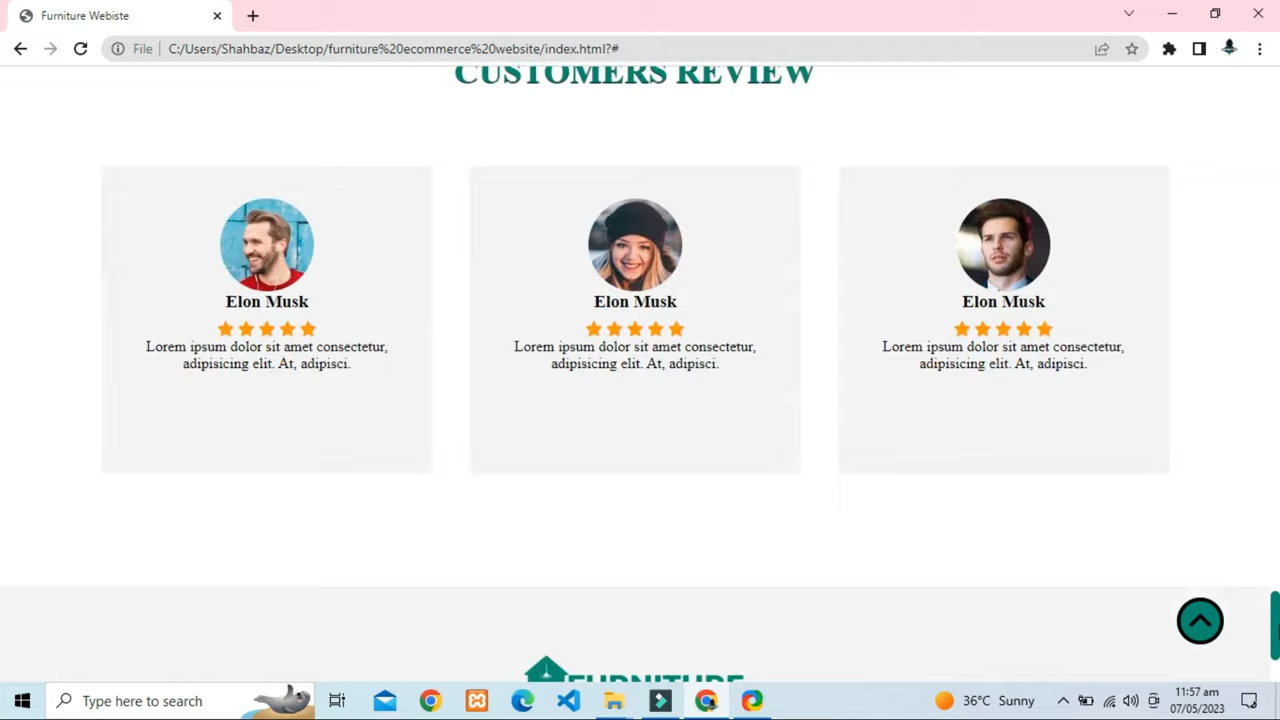 Furniture Webiste
File
C:/Users/Shahbaz/Desktop/furniture%20ecommerce%20website/index.html?#
CUSTOMERS REVIEW
Elon Musk
Lorem ipsum dolor sit amet consectetur,
adipisicing elit. At, adipisci.
Elon Musk
Lorem ipsum dolor sit amet consectetur,
adipisicing elit. At, adipisci.
Elon Musk
Lorem ipsum dolor sit amet consectetur,
adipisicing elit. At, adipisci.
FURNITURE
Type here to search
36°C Sunny
11:57 am
07/05/2023